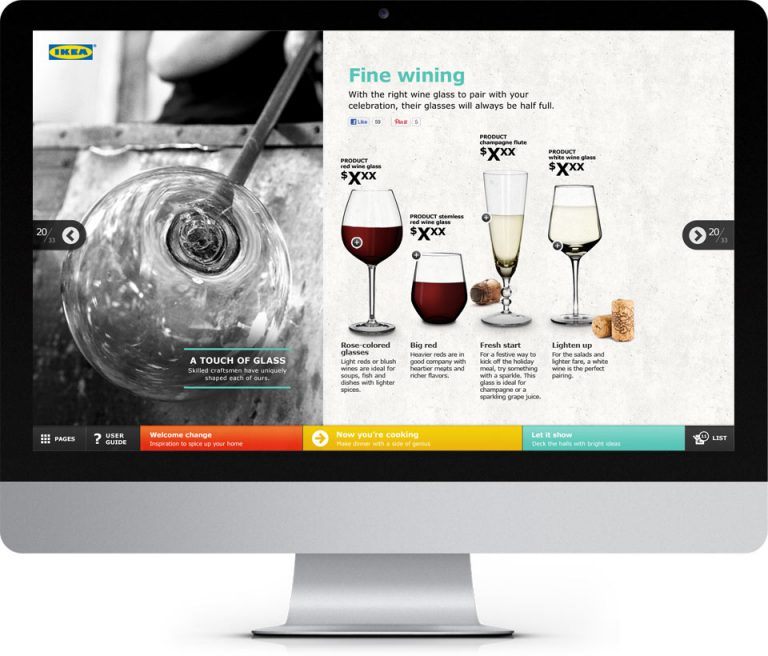 IKEA®
Fine wining
With the right wine glass to pair with your
celebration, their glasses will always be half full.
Like 59
Pin it 5
PRODUCT
red wine glass
$XXX
PRODUCT stemless
red wine glass
$XXX
PRODUCT
champagne flute
$XXX
PRODUCT
white wine glass
$XXX
20/33
20/33
A TOUCH OF GLASS
Skilled craftsmen have uniquely
shaped each of ours.
Rose-colored
glasses
Light reds or blush
wines are ideal for
soups, fish and
dishes with lighter
spices.
Big red
Heavier reds are in
good company with
heartier meats and
richer flavors.
Fresh start
For a festive way to
kick off the holiday
meal, try something
with a sparkle. This
glass is ideal for
champagne or a
sparkling grape juice.
Lighten up
For the salads and
lighter fare, a white
wine is the perfect
pairing.
PAGES
? USER
GUIDE
Welcome change
Inspiration to spice up your home
Now you're cooking
Make dinner with a side of genius
Let it show
Deck the halls with bright ideas
11
LIST